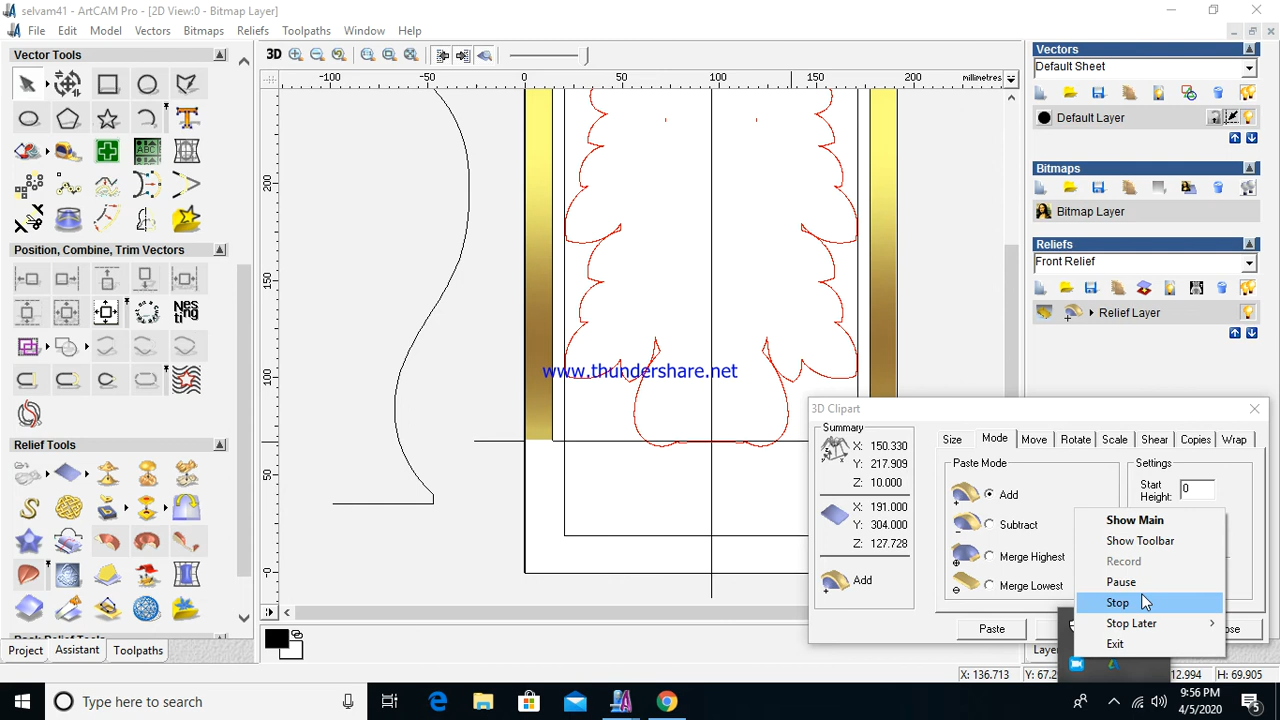 selvam41 - ArtCAM Pro - [2D View:0 - Bitmap Layer]
File Edit Model Vectors Bitmaps Reliefs Toolpaths Window Help
Vector Tools
3D
-100 -50 0 50 100 150 200 millimetres
200
150
100
50
-0
Position, Combine, Trim Vectors
Relief Tools
Project Assistant Toolpaths
www.thundershare.net
Vectors
Default Sheet
Default Layer
Bitmaps
Bitmap Layer
Reliefs
Front Relief
Relief Layer
3D Clipart
Summary
X: 150.330
Y: 217.909
Z: 10.000
X: 191.000
Y: 304.000
Z: 127.728
Add
Size Mode Move Rotate Scale Shear Copies Wrap
Paste Mode
Add
Subtract
Merge Highest
Merge Lowest
Settings
Start Height: 0
Paste
Show Main
Show Toolbar
Record
Pause
Stop
Stop Later
Exit
X: 136.713 12.994 H: 69.905
Type here to search
9:56 PM
4/5/2020
5